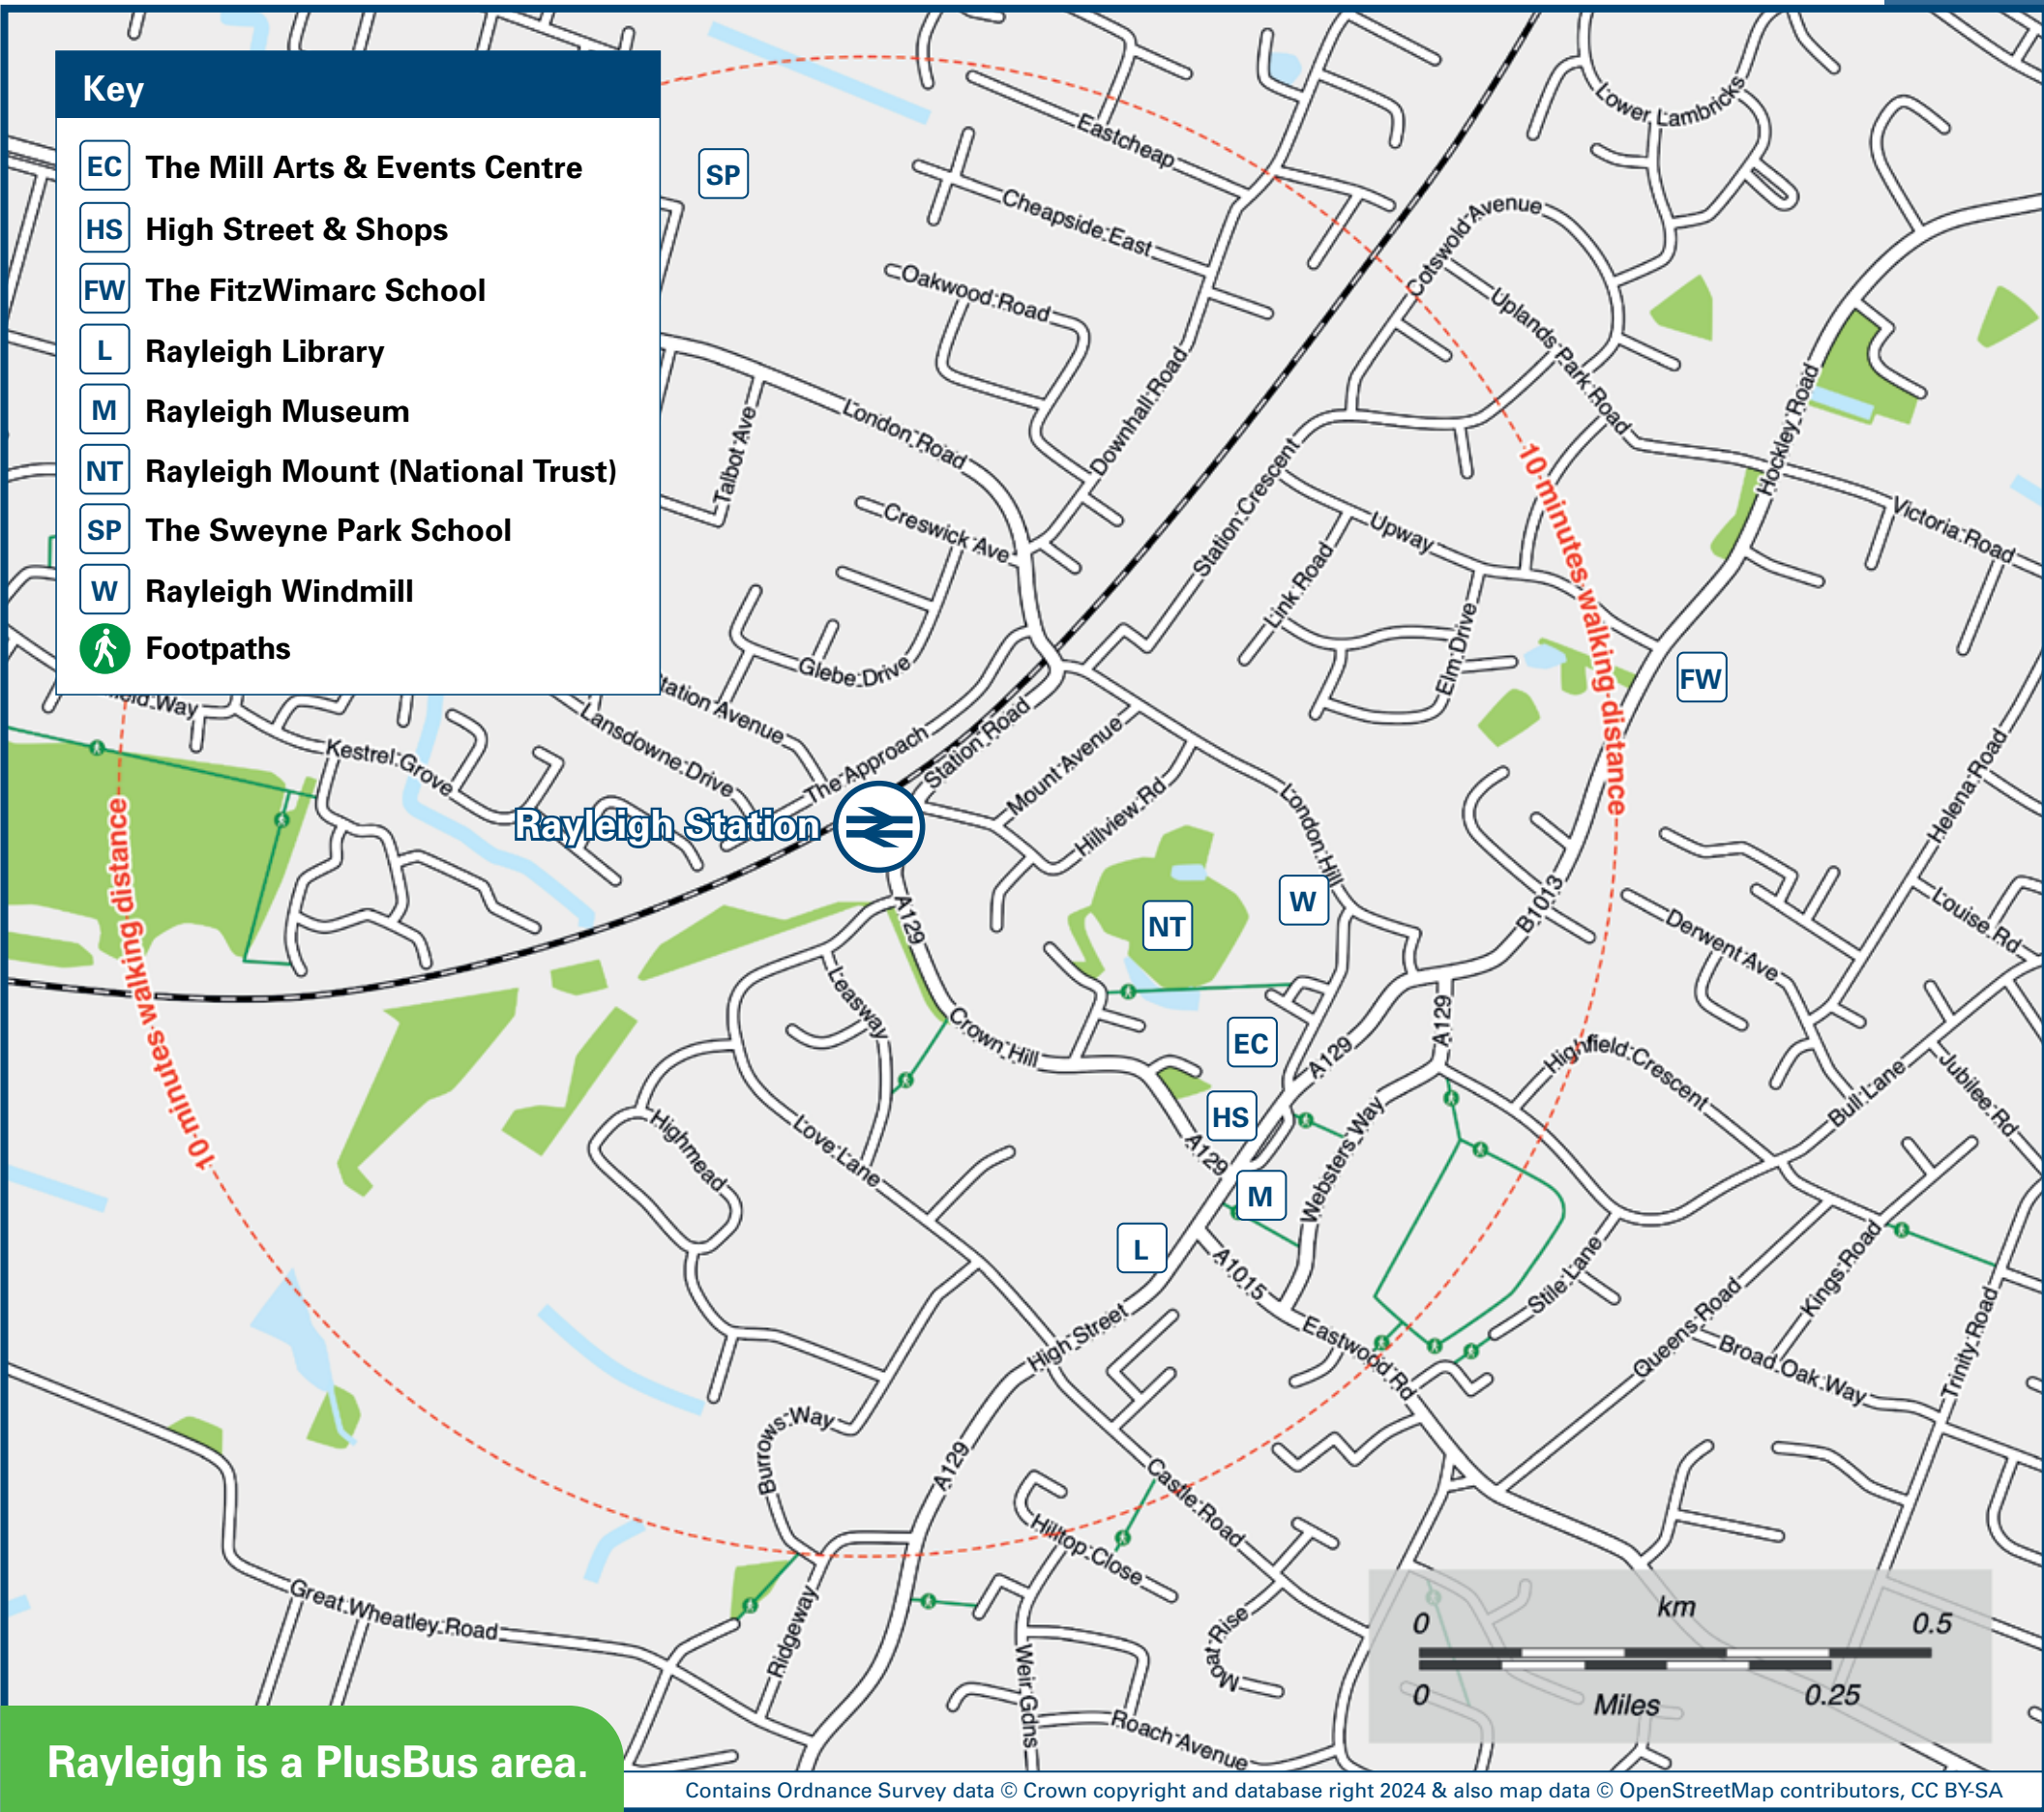 Key
EC The Mill Arts & Events Centre
HS High Street & Shops
FW The FitzWimarc School
L Rayleigh Library
M Rayleigh Museum
NT Rayleigh Mount (National Trust)
SP The Sweyne Park School
W Rayleigh Windmill
Footpaths
SP
Eastcheap
Lower Lambricks
Cheapside East
Cotswold Avenue
Oakwood Road
Uplands Park Road
Downhall Road
London Road
Talbot Ave
Hockley Road
Station Crescent
10 minutes walking distance
Creswick Ave
Upway
Victoria Road
Link Road
Elm Drive
Glebe Drive
FW
Lansdowne Drive
The Approach
Station Road
Mount Avenue
Kestrel Grove
Hillview Rd
London Hill
Helena Road
Rayleigh Station
10 minutes walking distance
A129
NT
W
B1013
Louise Rd
Derwent Ave
Leasway
Crown Hill
EC
A129
A129
Highfield Crescent
Bull Lane
Jubilee Rd
HS
Highmead
Love Lane
A129
Websters Way
M
L
A1015
Stile Lane
Kings Road
Queens Road
High Street
Eastwood Rd
Broad Oak Way
Trinity Road
Burrows Way
A129
Castle Road
Hilltop Close
Great Wheatley Road
Ridgeway
Weir Gdns
Moat Rise
Roach Avenue
km
0 0.5
0 0.25
Miles
Rayleigh is a PlusBus area.
Contains Ordnance Survey data © Crown copyright and database right 2024 & also map data © OpenStreetMap contributors, CC BY-SA